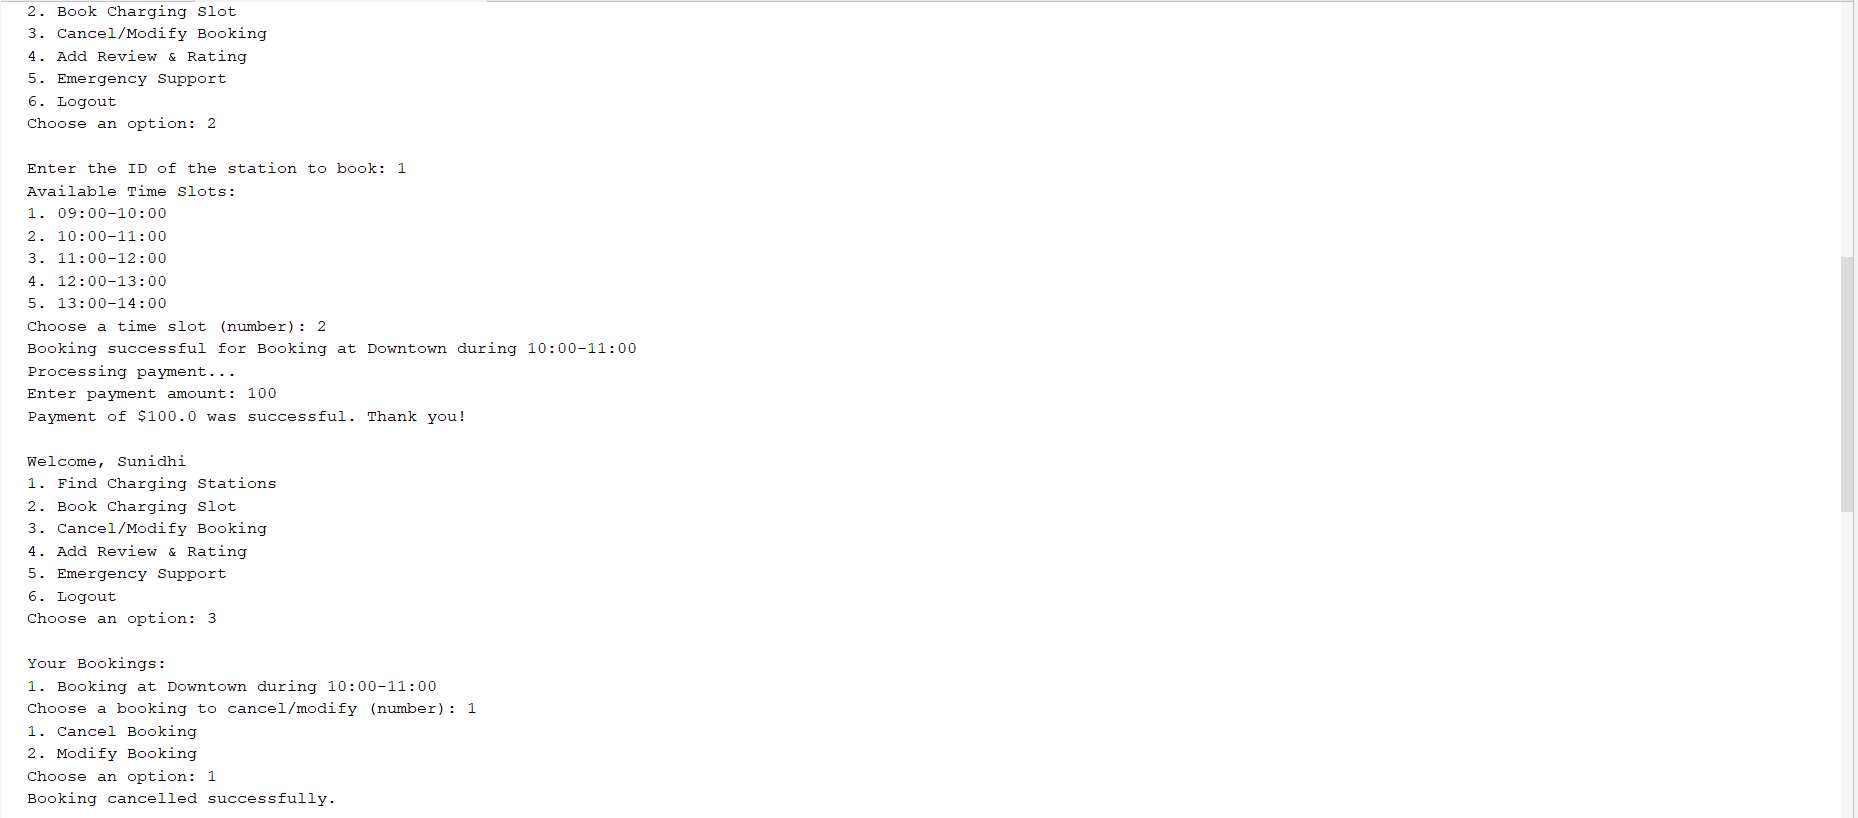 2. Book Charging Slot
3. Cancel/Modify Booking
4. Add Review & Rating
5. Emergency Support
6. Logout
Choose an option: 2
Enter the ID of the station to book: 1
Available Time Slots:
1. 09:00-10:00
2. 10:00-11:00
3. 11:00-12:00
4. 12:00-13:00
5. 13:00-14:00
Choose a time slot (number): 2
Booking successful for Booking at Downtown during 10:00-11:00
Processing payment...
Enter payment amount: 100
Payment of $100.0 was successful. Thank you!
Welcome, Sunidhi
1. Find Charging Stations
2. Book Charging Slot
3. Cancel/Modify Booking
4. Add Review & Rating
5. Emergency Support
6. Logout
Choose an option: 3
Your Bookings:
1. Booking at Downtown during 10:00-11:00
Choose a booking to cancel/modify (number): 1
1. Cancel Booking
2. Modify Booking
Choose an option: 1
Booking cancelled successfully.